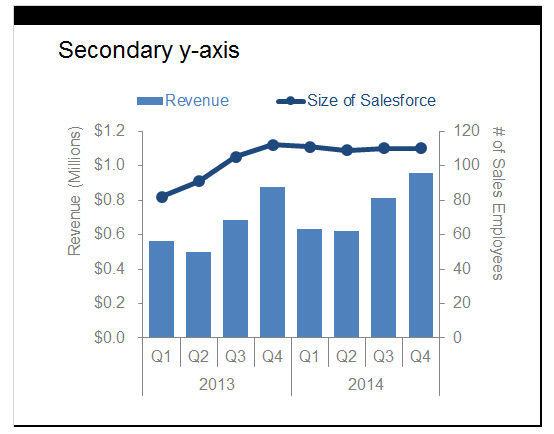 Secondary y-axis
Revenue
Size of Salesforce
Revenue (Millions)
$1.2
$1.0
$0.8
$0.6
$0.4
$0.2
$0.0
120
100
80
60
40
20
0
# of Sales Employees
Q1 Q2 Q3 Q4 Q1 Q2 Q3 Q4
2013 2014